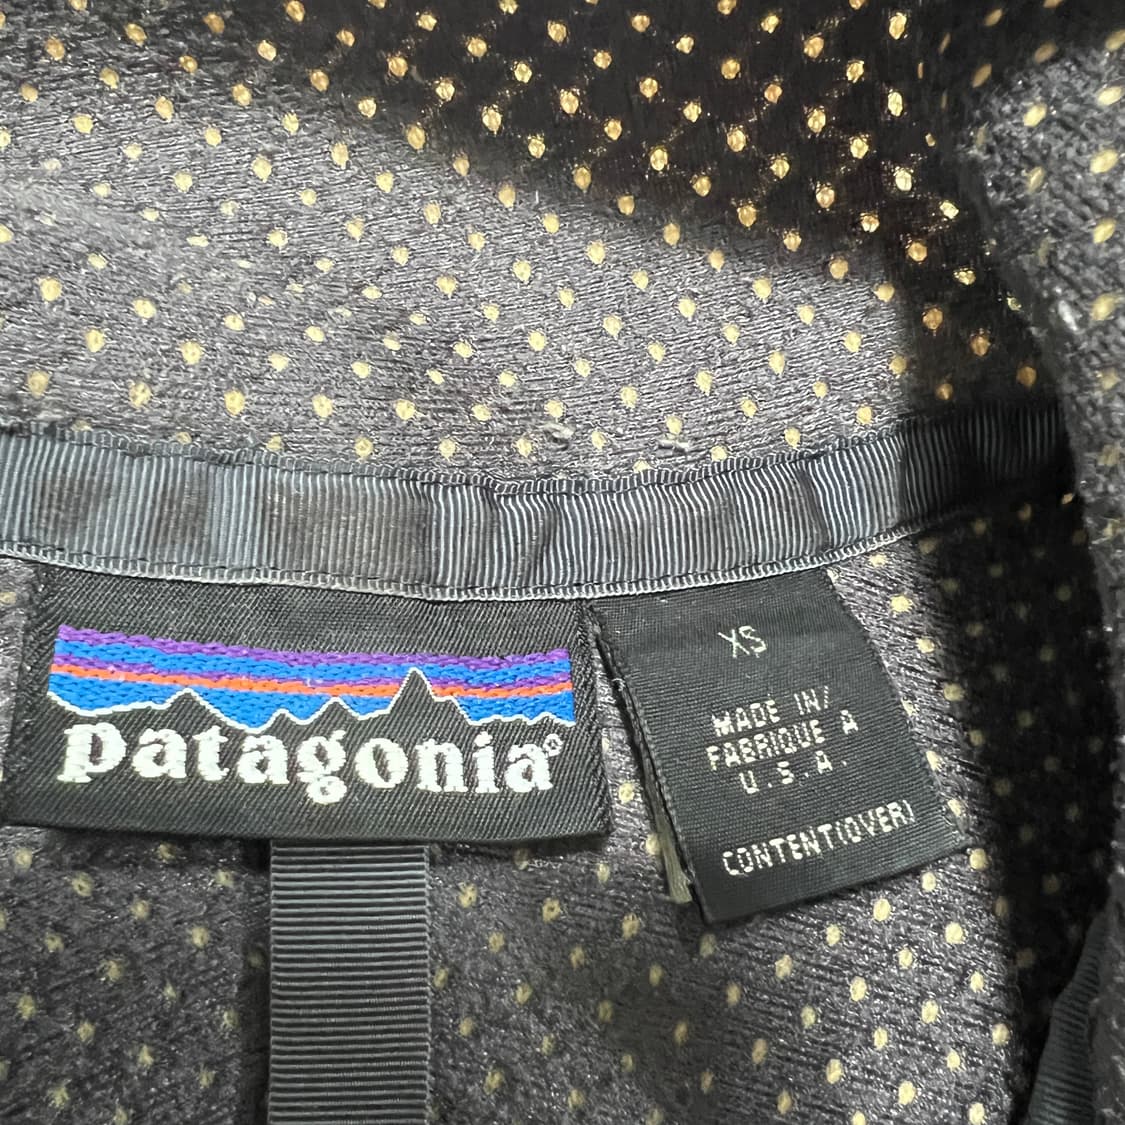 patagonia®
XS
MADE IN/
FABRIQUE A
U.S.A.
CONTENT(OVER)